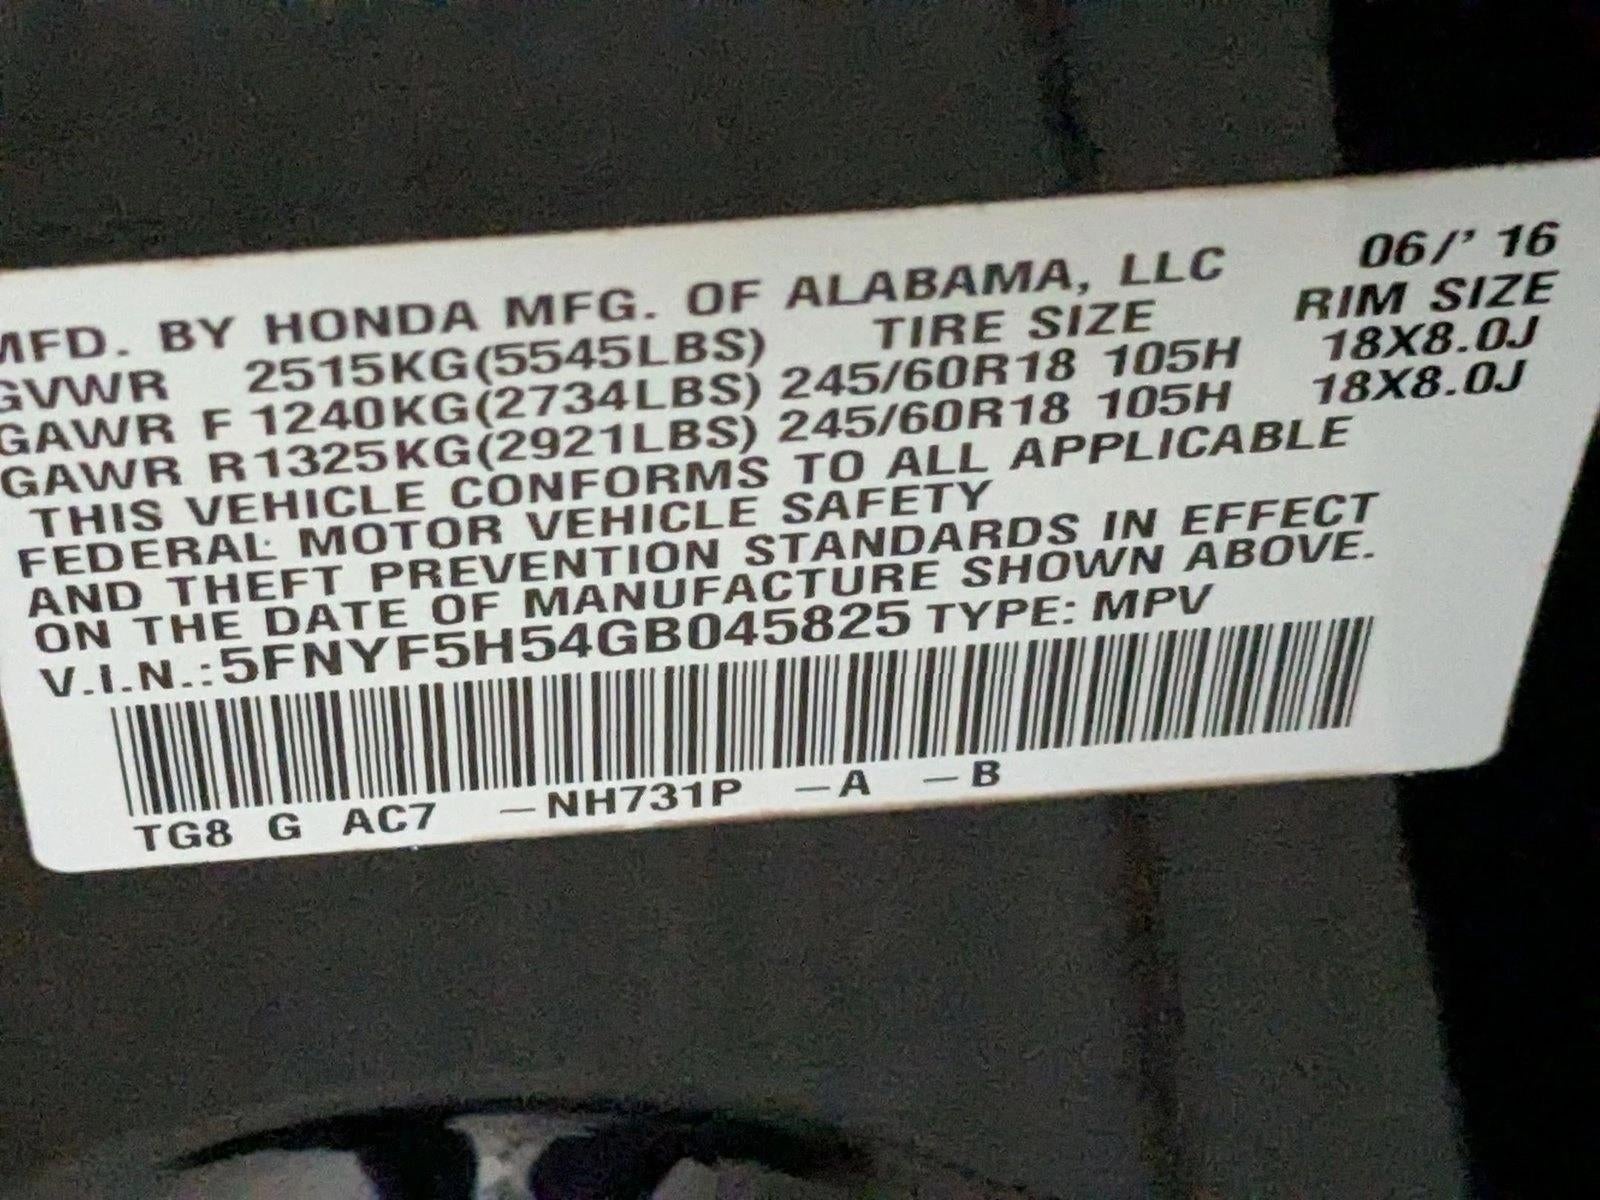 MFD. BY HONDA MFG. OF ALABAMA, LLC 06/' 16
GVWR 2515KG(5545LBS) TIRE SIZE RIM SIZE
GAWR F 1240KG(2734LBS) 245/60R18 105H 18X8.0J
GAWR R1325KG(2921LBS) 245/60R18 105H 18X8.0J
THIS VEHICLE CONFORMS TO ALL APPLICABLE
FEDERAL MOTOR VEHICLE SAFETY
AND THEFT PREVENTION STANDARDS IN EFFECT
ON THE DATE OF MANUFACTURE SHOWN ABOVE.
V.I.N.:5FNYF5H54GB045825 TYPE: MPV
TG8 G AC7 –NH731P –A –B